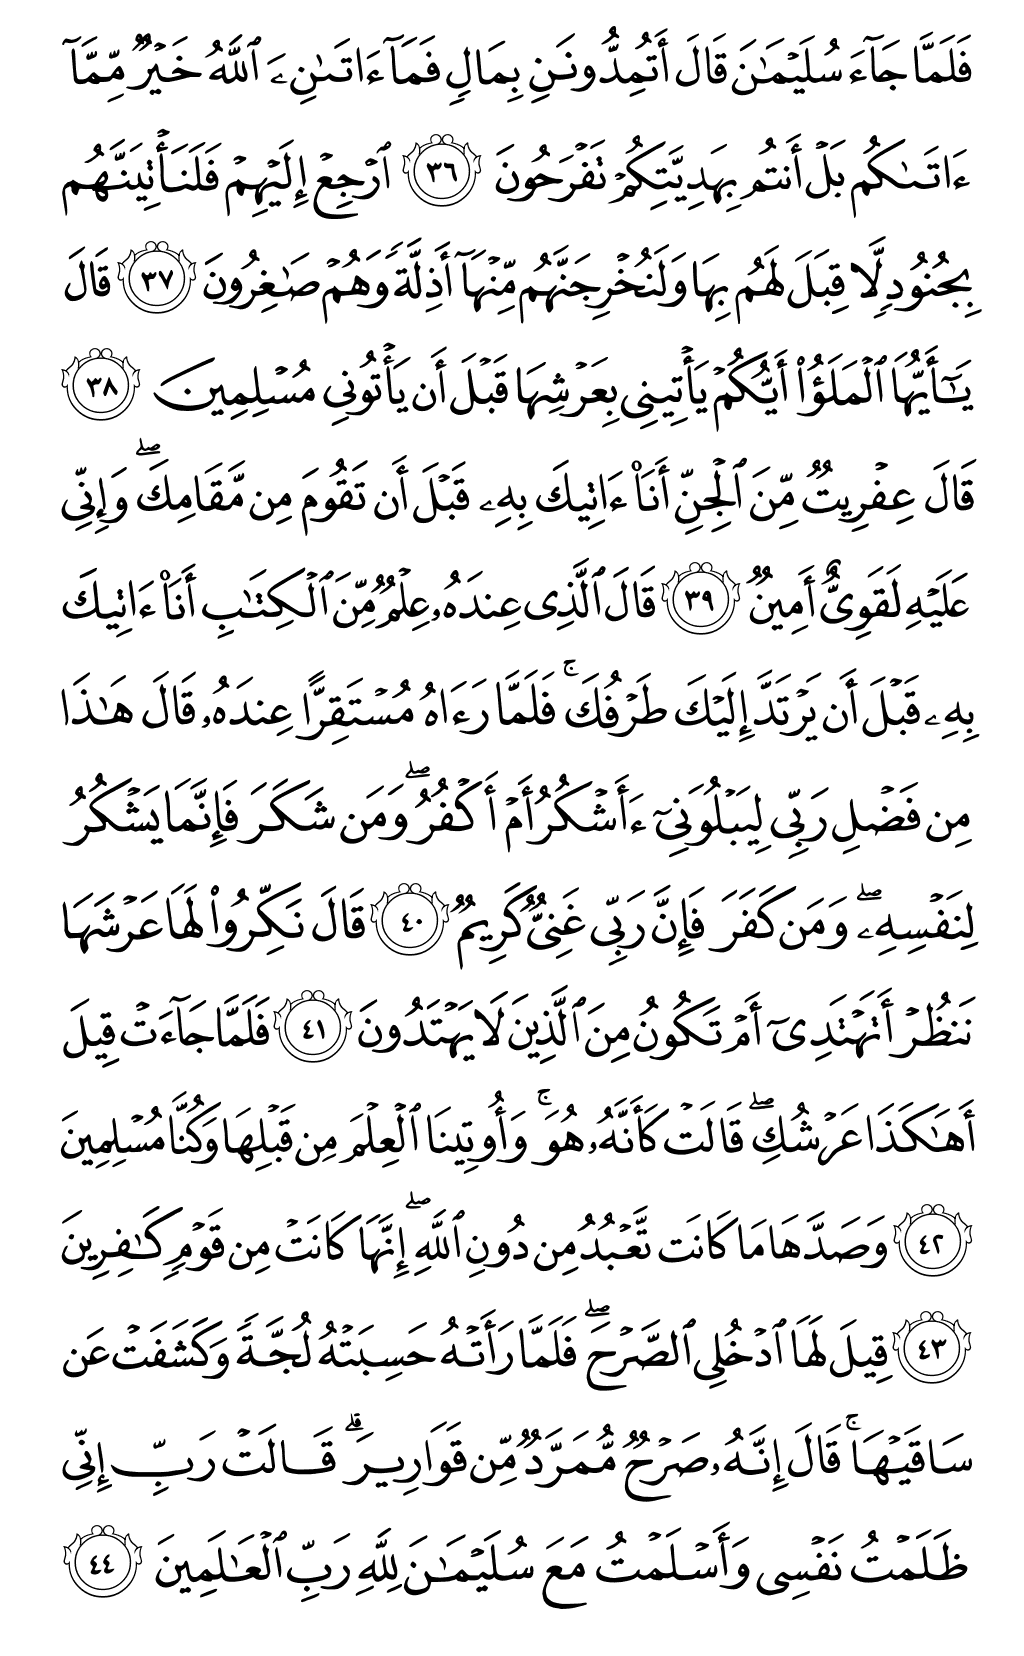 فَلَمَّا جَآءَ سُلَيْمَٰنَ قَالَ أَتُمِدُّونَنِ بِمَالٍ فَمَآ ءَاتَىٰنِۦَ ٱللَّهُ خَيْرٌ مِّمَّآ
ءَاتَىٰكُم بَلْ أَنتُم بِهَدِيَّتِكُمْ تَفْرَحُونَ ٣٦ ٱرْجِعْ إِلَيْهِمْ فَلَنَأْتِيَنَّهُم
بِجُنُودٍ لَّا قِبَلَ لَهُم بِهَا وَلَنُخْرِجَنَّهُم مِّنْهَآ أَذِلَّةً وَهُمْ صَٰغِرُونَ ٣٧ قَالَ
يَٰٓأَيُّهَا ٱلْمَلَؤُا۟ أَيُّكُمْ يَأْتِينِى بِعَرْشِهَا قَبْلَ أَن يَأْتُونِى مُسْلِمِينَ ٣٨
قَالَ عِفْرِيتٌ مِّنَ ٱلْجِنِّ أَنَا۠ ءَاتِيكَ بِهِۦ قَبْلَ أَن تَقُومَ مِن مَّقَامِكَ ۖ وَإِنِّى
عَلَيْهِ لَقَوِىٌّ أَمِينٌ ٣٩ قَالَ ٱلَّذِى عِندَهُۥ عِلْمٌ مِّنَ ٱلْكِتَٰبِ أَنَا۠ ءَاتِيكَ
بِهِۦ قَبْلَ أَن يَرْتَدَّ إِلَيْكَ طَرْفُكَ ۚ فَلَمَّا رَءَاهُ مُسْتَقِرًّا عِندَهُۥ قَالَ هَٰذَا
مِن فَضْلِ رَبِّى لِيَبْلُوَنِىٓ ءَأَشْكُرُ أَمْ أَكْفُرُ ۖ وَمَن شَكَرَ فَإِنَّمَا يَشْكُرُ
لِنَفْسِهِۦ ۖ وَمَن كَفَرَ فَإِنَّ رَبِّى غَنِىٌّ كَرِيمٌ ٤٠ قَالَ نَكِّرُوا۟ لَهَا عَرْشَهَا
نَنظُرْ أَتَهْتَدِىٓ أَمْ تَكُونُ مِنَ ٱلَّذِينَ لَا يَهْتَدُونَ ٤١ فَلَمَّا جَآءَتْ قِيلَ
أَهَٰكَذَا عَرْشُكِ ۖ قَالَتْ كَأَنَّهُۥ هُوَ ۚ وَأُوتِينَا ٱلْعِلْمَ مِن قَبْلِهَا وَكُنَّا مُسْلِمِينَ
٤٢ وَصَدَّهَا مَا كَانَت تَّعْبُدُ مِن دُونِ ٱللَّهِ ۖ إِنَّهَا كَانَتْ مِن قَوْمٍ كَٰفِرِينَ
٤٣ قِيلَ لَهَا ٱدْخُلِى ٱلصَّرْحَ ۖ فَلَمَّا رَأَتْهُ حَسِبَتْهُ لُجَّةً وَكَشَفَتْ عَن
سَاقَيْهَا ۚ قَالَ إِنَّهُۥ صَرْحٌ مُّمَرَّدٌ مِّن قَوَارِيرَ ۗ قَالَتْ رَبِّ إِنِّى
ظَلَمْتُ نَفْسِى وَأَسْلَمْتُ مَعَ سُلَيْمَٰنَ لِلَّهِ رَبِّ ٱلْعَٰلَمِينَ ٤٤